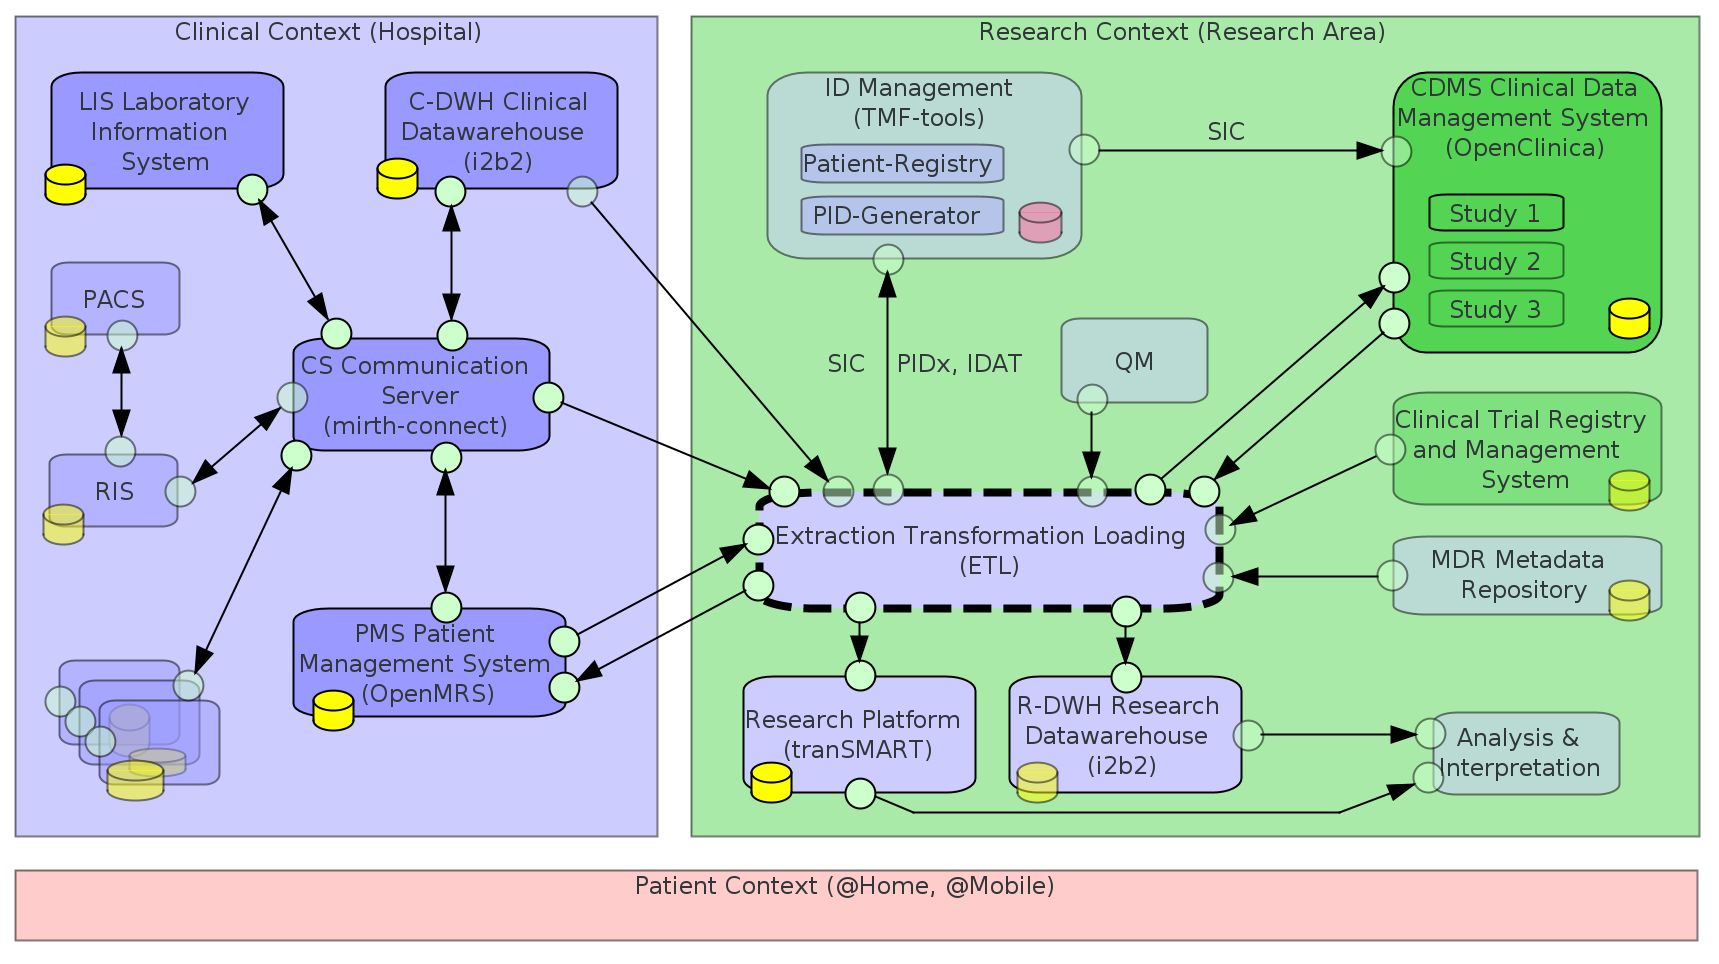 Clinical Context (Hospital)
LIS Laboratory
Information
System
C-DWH Clinical
Datawarehouse
(i2b2)
PACS
CS Communication
Server
(mirth-connect)
RIS
PMS Patient
Management System
(OpenMRS)
Research Context (Research Area)
ID Management
(TMF-tools)
Patient-Registry
PID-Generator
SIC
CDMS Clinical Data
Management System
(OpenClinica)
Study 1
Study 2
Study 3
SIC
PIDx, IDAT
QM
Clinical Trial Registry
and Management
System
Extraction Transformation Loading
(ETL)
MDR Metadata
Repository
Research Platform
(tranSMART)
R-DWH Research
Datawarehouse
(i2b2)
Analysis &
Interpretation
Patient Context (@Home, @Mobile)